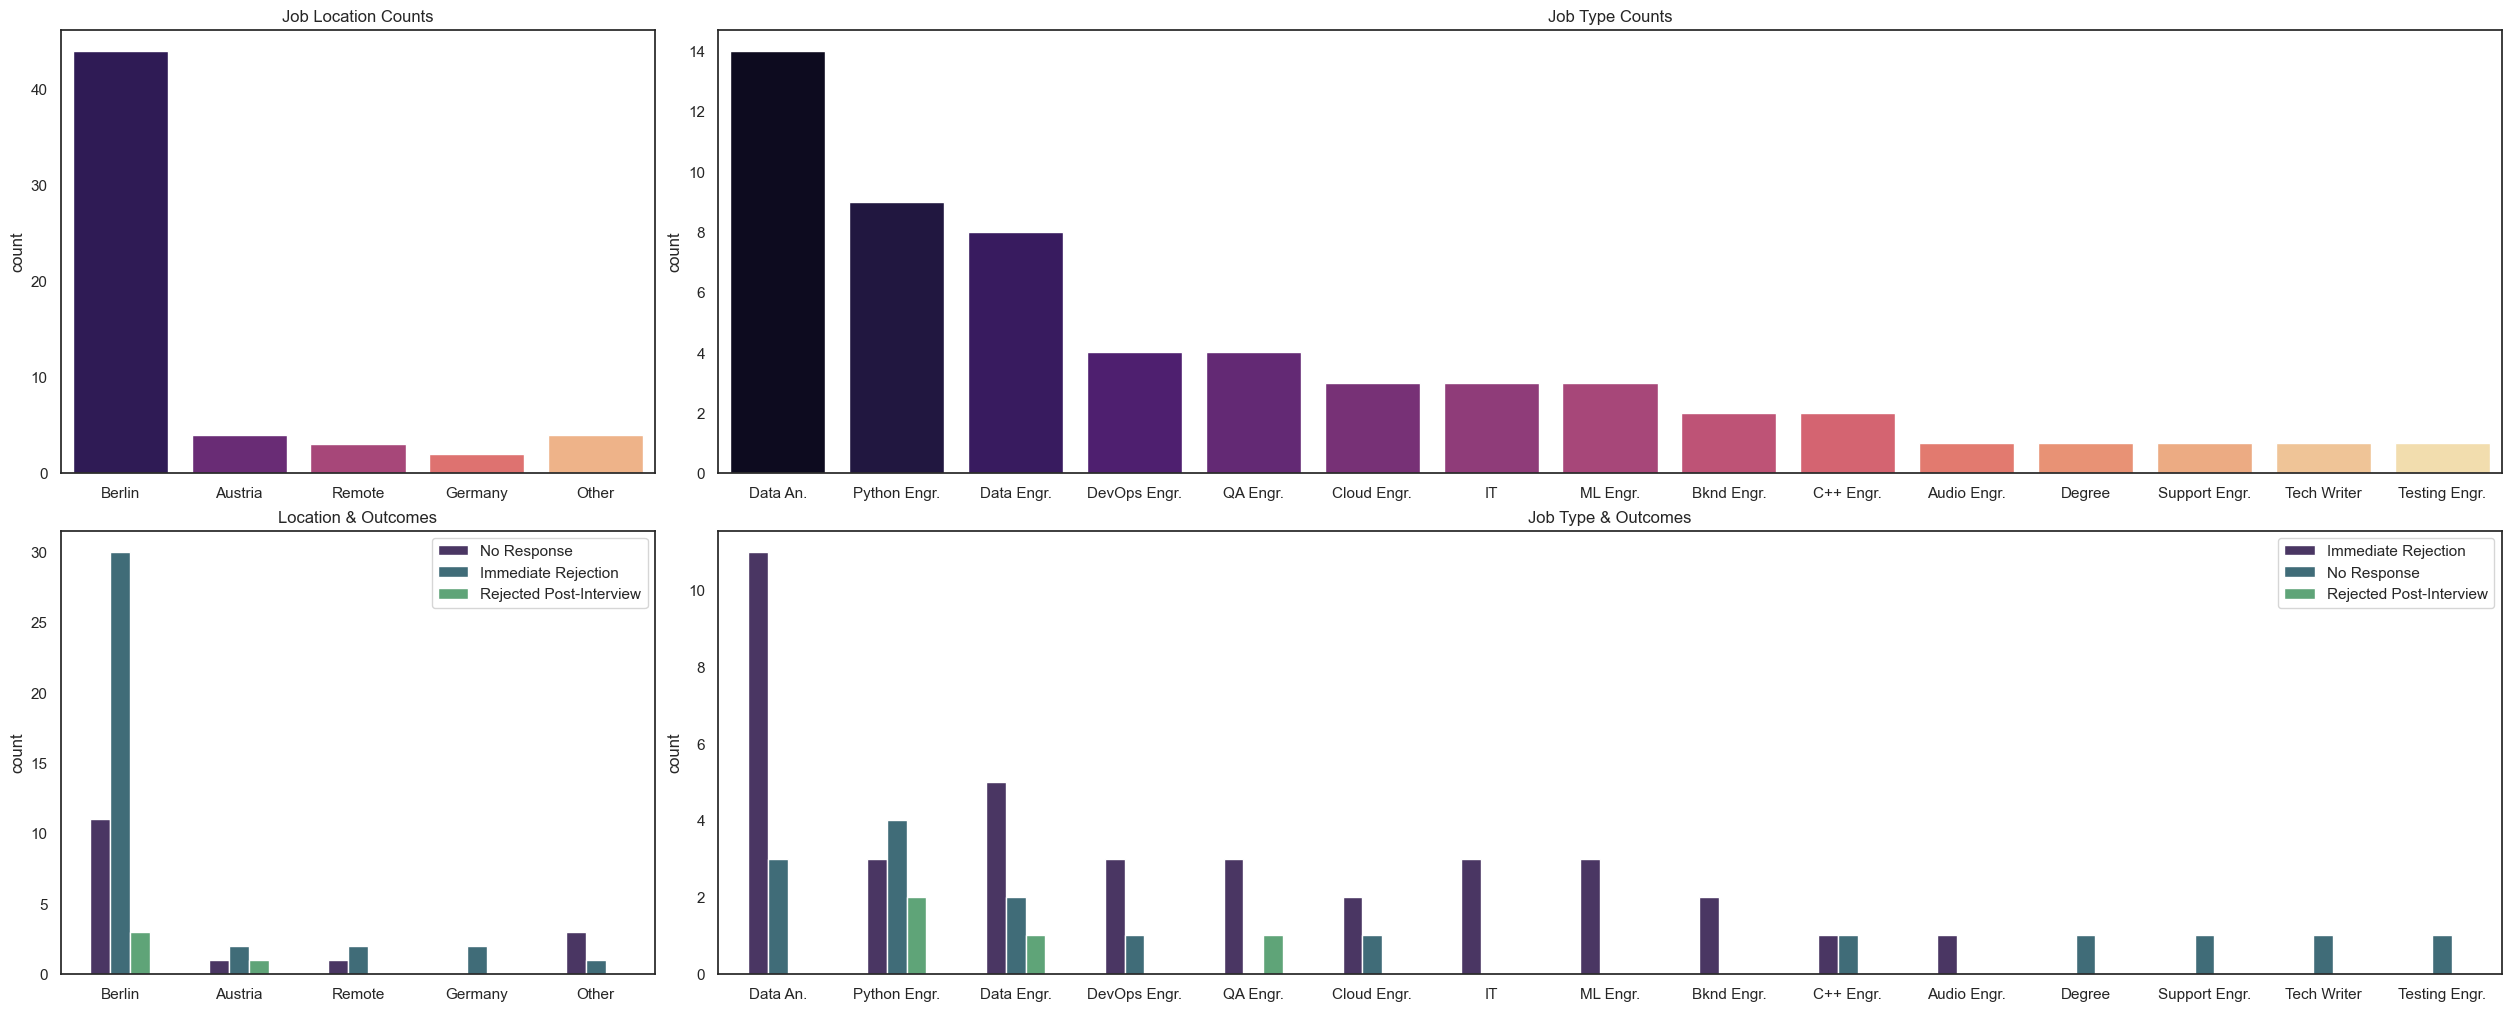 Job Location Counts
count
40
30
20
10
0
Berlin Austria Remote Germany Other
Job Type Counts
count
14
12
10
8
6
4
2
0
Data An. Python Engr. Data Engr. DevOps Engr. QA Engr. Cloud Engr. IT ML Engr. Bknd Engr. C++ Engr. Audio Engr. Degree Support Engr. Tech Writer Testing Engr.
Location & Outcomes
No Response
Immediate Rejection
Rejected Post-Interview
count
30
25
20
15
10
5
0
Berlin Austria Remote Germany Other
Job Type & Outcomes
Immediate Rejection
No Response
Rejected Post-Interview
count
10
8
6
4
2
0
Data An. Python Engr. Data Engr. DevOps Engr. QA Engr. Cloud Engr. IT ML Engr. Bknd Engr. C++ Engr. Audio Engr. Degree Support Engr. Tech Writer Testing Engr.